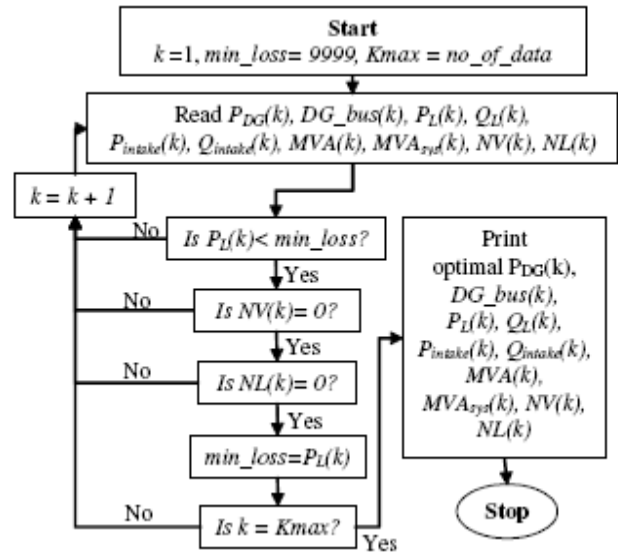 Start
k =1, min_loss= 9999, Kmax = no_of_data
Read P_DG(k), DG_bus(k), P_L(k), Q_L(k),
P_intake(k), Q_intake(k), MVA(k), MVA_sys(k), NV(k), NL(k)
k = k + 1
No
Is P_L(k)< min_loss?
Yes
No
Is NV(k)= 0?
Yes
No
Is NL(k)= 0?
Yes
min_loss=P_L(k)
No
Is k = Kmax?
Yes
Print
optimal P_DG(k),
DG_bus(k),
P_L(k), Q_L(k),
P_intake(k), Q_intake(k),
MVA(k),
MVA_sys(k), NV(k),
NL(k)
Stop